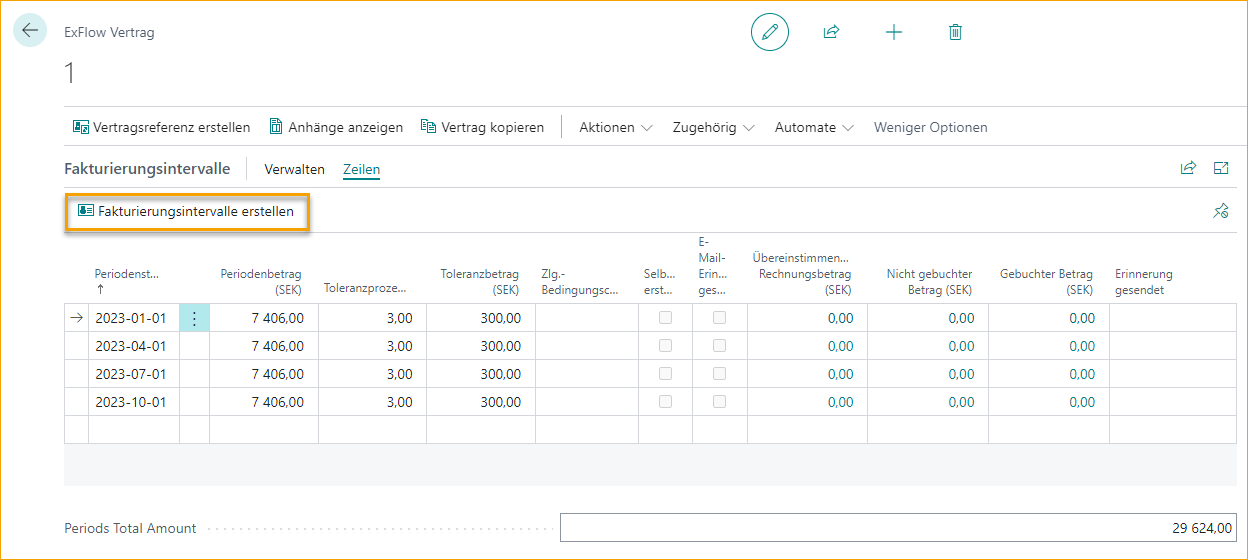 ExFlow Vertrag
1
Vertragsreferenz erstellen Anhänge anzeigen Vertrag kopieren Aktionen Zugehörig Automate Weniger Optionen
Fakturierungsintervalle Verwalten Zeilen
Fakturierungsintervalle erstellen
Periodenst... ↑ Periodenbetrag (SEK) Toleranzproze... Toleranzbetrag (SEK) Zlg.-Bedingungsc... Selb... erst... E-Mail-Erin... ges... Übereinstimmen... Rechnungsbetrag (SEK) Nicht gebuchter Betrag (SEK) Gebuchter Betrag (SEK) Erinnerung gesendet
2023-01-01 7 406,00 3,00 300,00 0,00 0,00 0,00
2023-04-01 7 406,00 3,00 300,00 0,00 0,00 0,00
2023-07-01 7 406,00 3,00 300,00 0,00 0,00 0,00
2023-10-01 7 406,00 3,00 300,00 0,00 0,00 0,00
Periods Total Amount 29 624,00